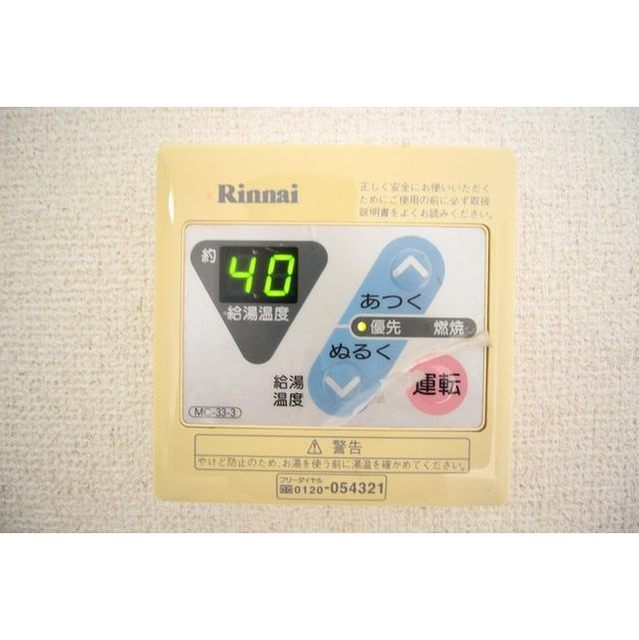 Rinnai
正しく安全にお使いいただく
ためにご使用の前に必ず取扱
説明書をよくお読みください。
約
40
給湯温度
あつく
優先 燃焼
ぬるく
給湯
温度
運転
MC-33-3
⚠ 警告
やけど防止のため、お湯を使う前に湯温を確かめてください。
フリーダイヤル
0120-054321